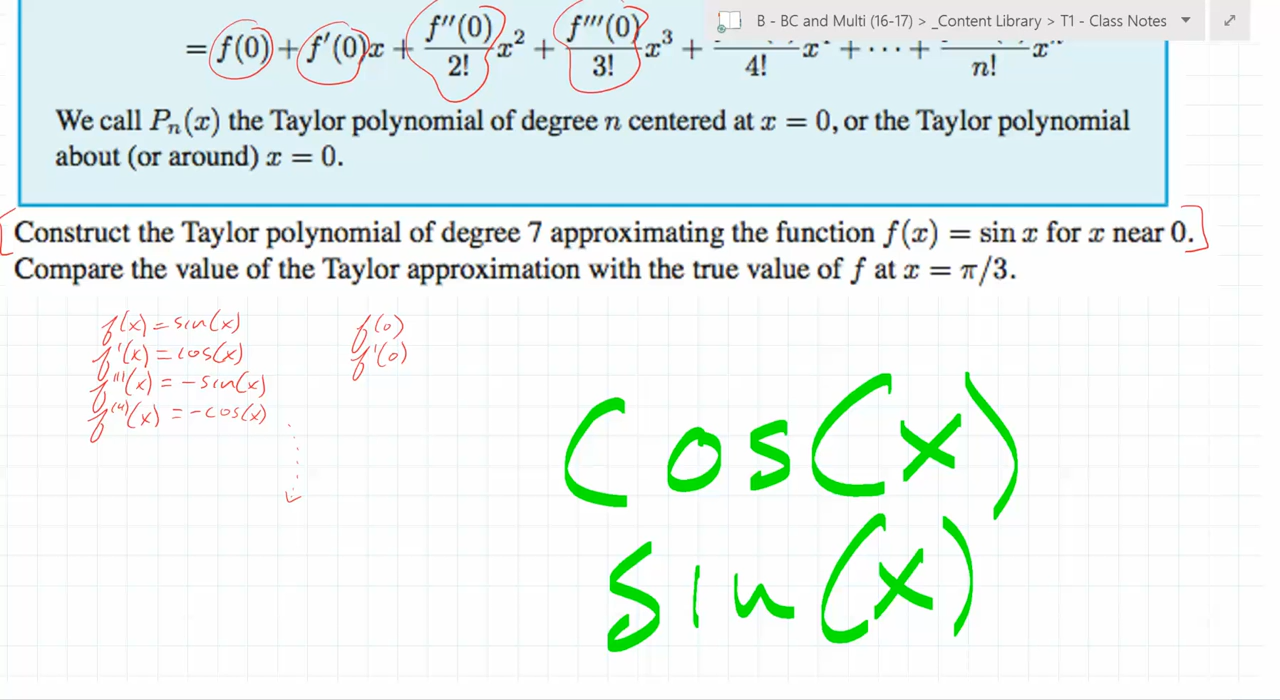 B - BC and Multi (16-17) > _Content Library > T1 - Class Notes
= f(0) + f'(0)x + f''(0)/2! x² + f'''(0)/3! x³ + /4! x + ⋯ + /n! x
We call Pₙ(x) the Taylor polynomial of degree n centered at x = 0, or the Taylor polynomial
about (or around) x = 0.
Construct the Taylor polynomial of degree 7 approximating the function f(x) = sin x for x near 0.
Compare the value of the Taylor approximation with the true value of f at x = π/3.
f(x) = sin(x) f(0)
f'(x) = cos(x) f'(0)
f'''(x) = -sin(x)
f⁽⁴⁾(x) = -cos(x)
cos(x)
sin(x)